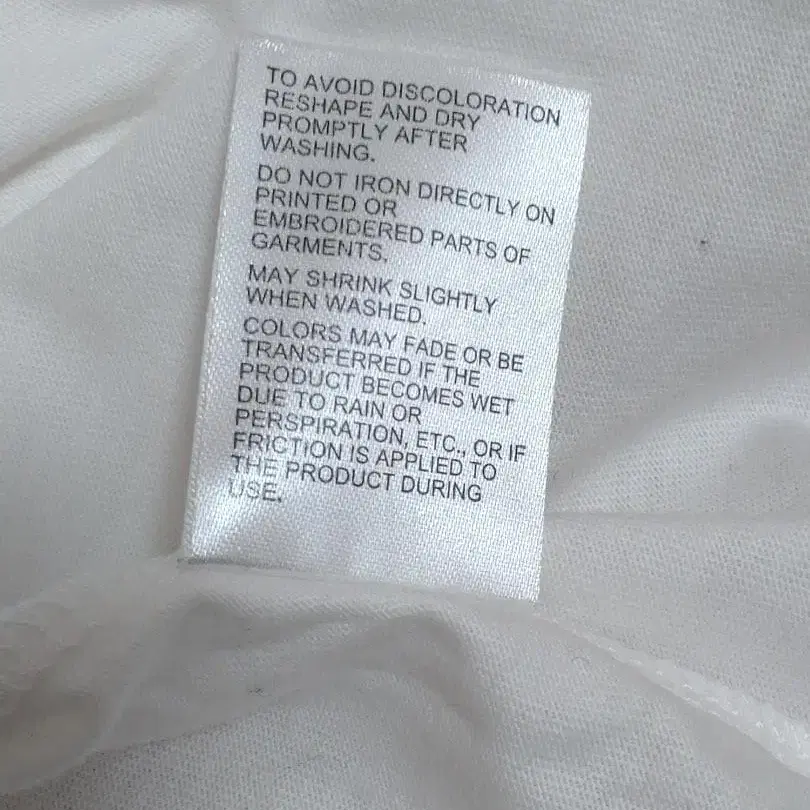 TO AVOID DISCOLORATION
RESHAPE AND DRY
PROMPTLY AFTER
WASHING.
DO NOT IRON DIRECTLY ON
PRINTED OR
EMBROIDERED PARTS OF
GARMENTS.
MAY SHRINK SLIGHTLY
WHEN WASHED.
COLORS MAY FADE OR BE
TRANSFERRED IF THE
PRODUCT BECOMES WET
DUE TO RAIN OR
PERSPIRATION, ETC., OR IF
FRICTION IS APPLIED TO
THE PRODUCT DURING
USE.